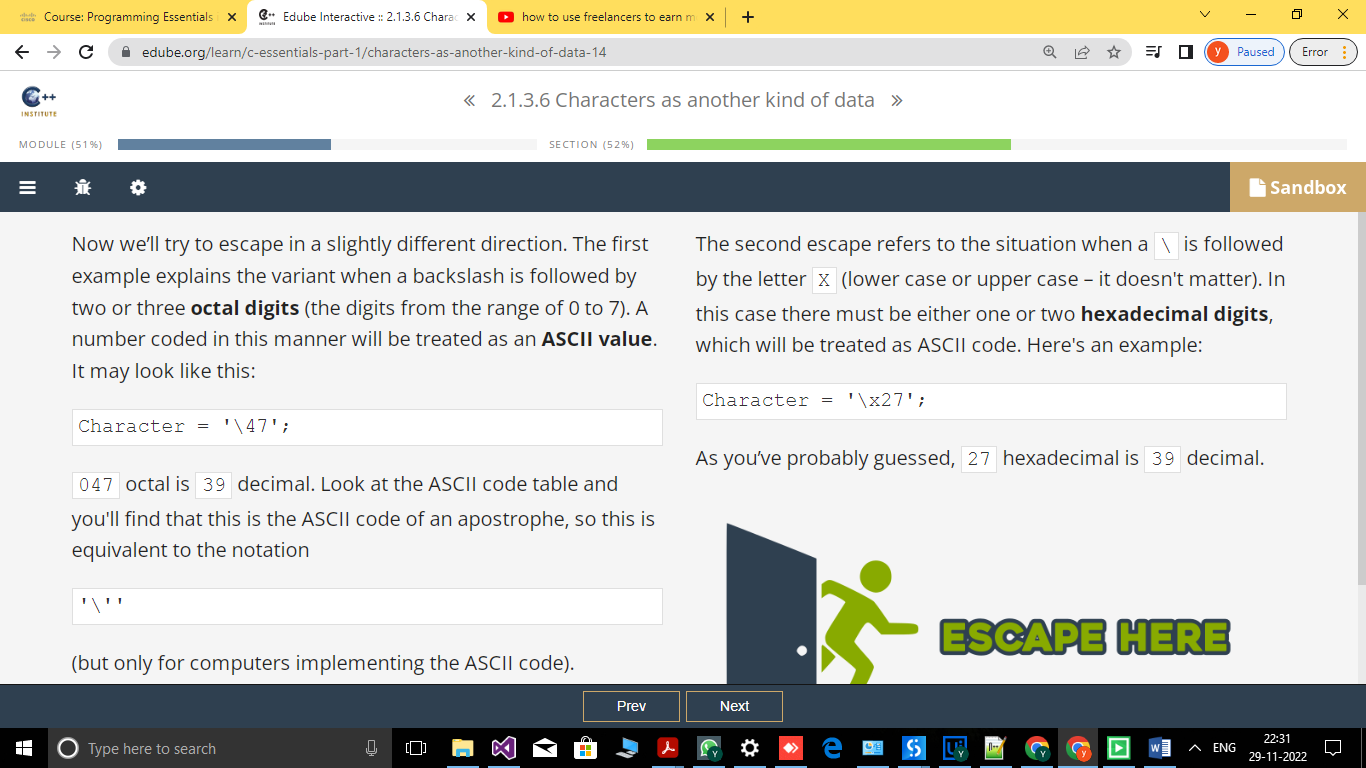 Course: Programming Essentials
Edube Interactive :: 2.1.3.6 Charac
how to use freelancers to earn m
edube.org/learn/c-essentials-part-1/characters-as-another-kind-of-data-14
y
Paused
Error
C++
INSTITUTE
« 2.1.3.6 Characters as another kind of data »
MODULE (51%)
SECTION (52%)
Sandbox
Now we’ll try to escape in a slightly different direction. The first
example explains the variant when a backslash is followed by
two or three octal digits (the digits from the range of 0 to 7). A
number coded in this manner will be treated as an ASCII value.
It may look like this:
Character = '\47';
047 octal is 39 decimal. Look at the ASCII code table and
you'll find that this is the ASCII code of an apostrophe, so this is
equivalent to the notation
'\''
(but only for computers implementing the ASCII code).
The second escape refers to the situation when a \ is followed
by the letter X (lower case or upper case – it doesn't matter). In
this case there must be either one or two hexadecimal digits,
which will be treated as ASCII code. Here's an example:
Character = '\x27';
As you’ve probably guessed, 27 hexadecimal is 39 decimal.
ESCAPE HERE
Prev
Next
Type here to search
ENG
22:31
29-11-2022